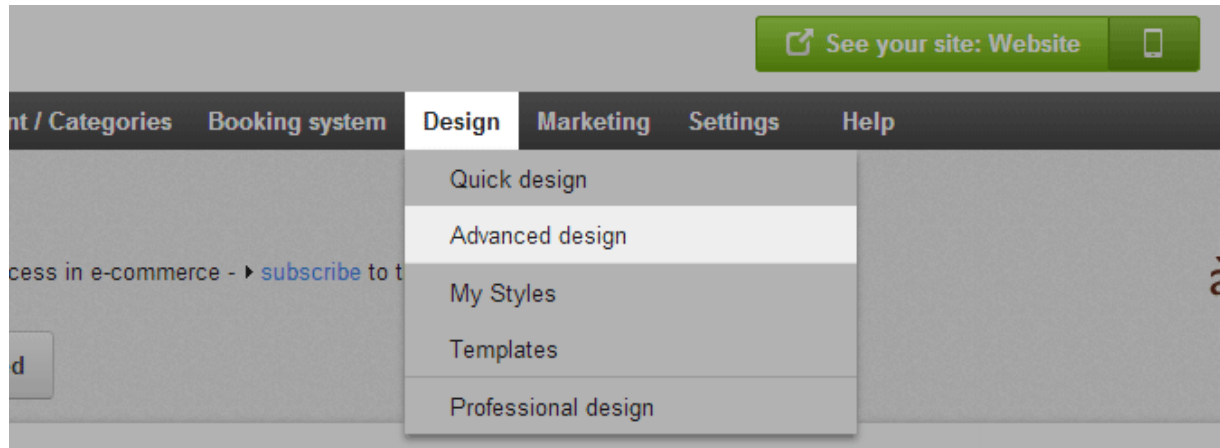 See your site: Website
nt / Categories Booking system Design Marketing Settings Help
Quick design
Advanced design
cess in e-commerce - subscribe to t
My Styles
Templates
d
Professional design